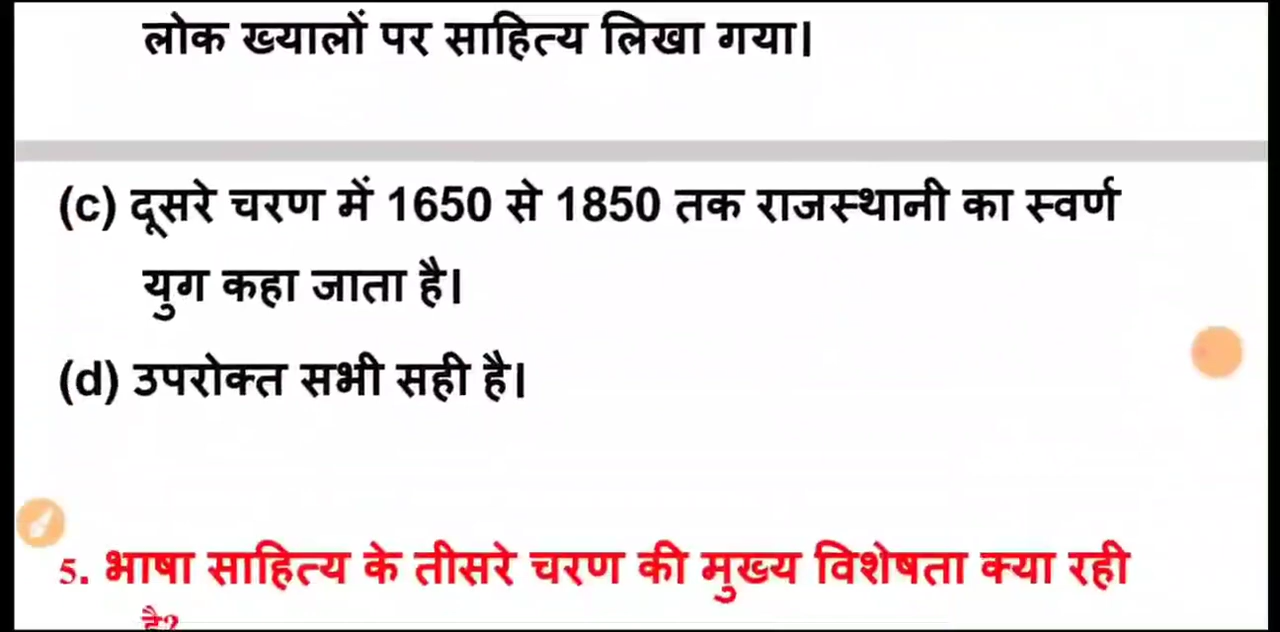 लोक ख्यालों पर साहित्य लिखा गया।
(c) दूसरे चरण में 1650 से 1850 तक राजस्थानी का स्वर्ण
युग कहा जाता है।
(d) उपरोक्त सभी सही है।
5. भाषा साहित्य के तीसरे चरण की मुख्य विशेषता क्या रही
है?